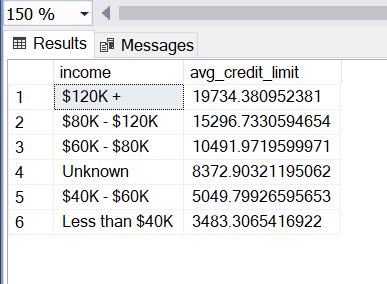 150 %
Results Messages
income avg_credit_limit
1 $120K + 19734.380952381
2 $80K - $120K 15296.7330594654
3 $60K - $80K 10491.9719599971
4 Unknown 8372.90321195062
5 $40K - $60K 5049.79926595653
6 Less than $40K 3483.3065416922